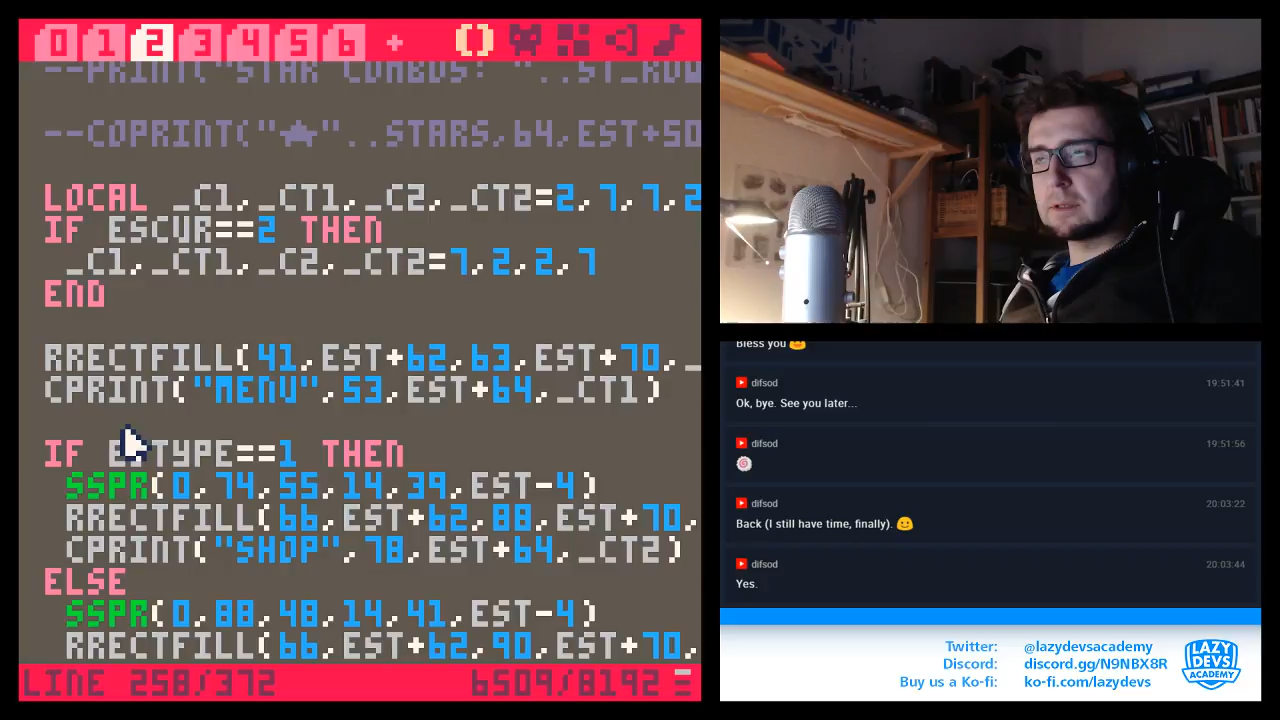 0 1 2 3 4 5 6 +
--PRINT("STAR COMBOS: "..ST_ROW
--COPRINT("★"..STARS,64,EST+50
LOCAL _C1,_CT1,_C2,_CT2=2,7,7,2
IF ESCUR==2 THEN
_C1,_CT1,_C2,_CT2=7,2,2,7
END
RRECTFILL(41,EST+62,63,EST+70,_
CPRINT("MENU",53,EST+64,_CT1)
IF ESTYPE==1 THEN
SSPR(0,74,55,14,39,EST-4)
RRECTFILL(66,EST+62,88,EST+70,
CPRINT("SHOP",78,EST+64,_CT2)
ELSE
SSPR(0,88,48,14,41,EST-4)
RRECTFILL(66,EST+62,90,EST+70,
LINE 258/372 6509/8192
Bless you
difsod 19:51:41
Ok, bye. See you later...
difsod 19:51:56
difsod 20:03:22
Back (I still have time, finally).
difsod 20:03:44
Yes.
Twitter: @lazydevsacademy
Discord: discord.gg/N9NBX8R
Buy us a Ko-fi: ko-fi.com/lazydevs
LAZY
DEVS
ACADEMY